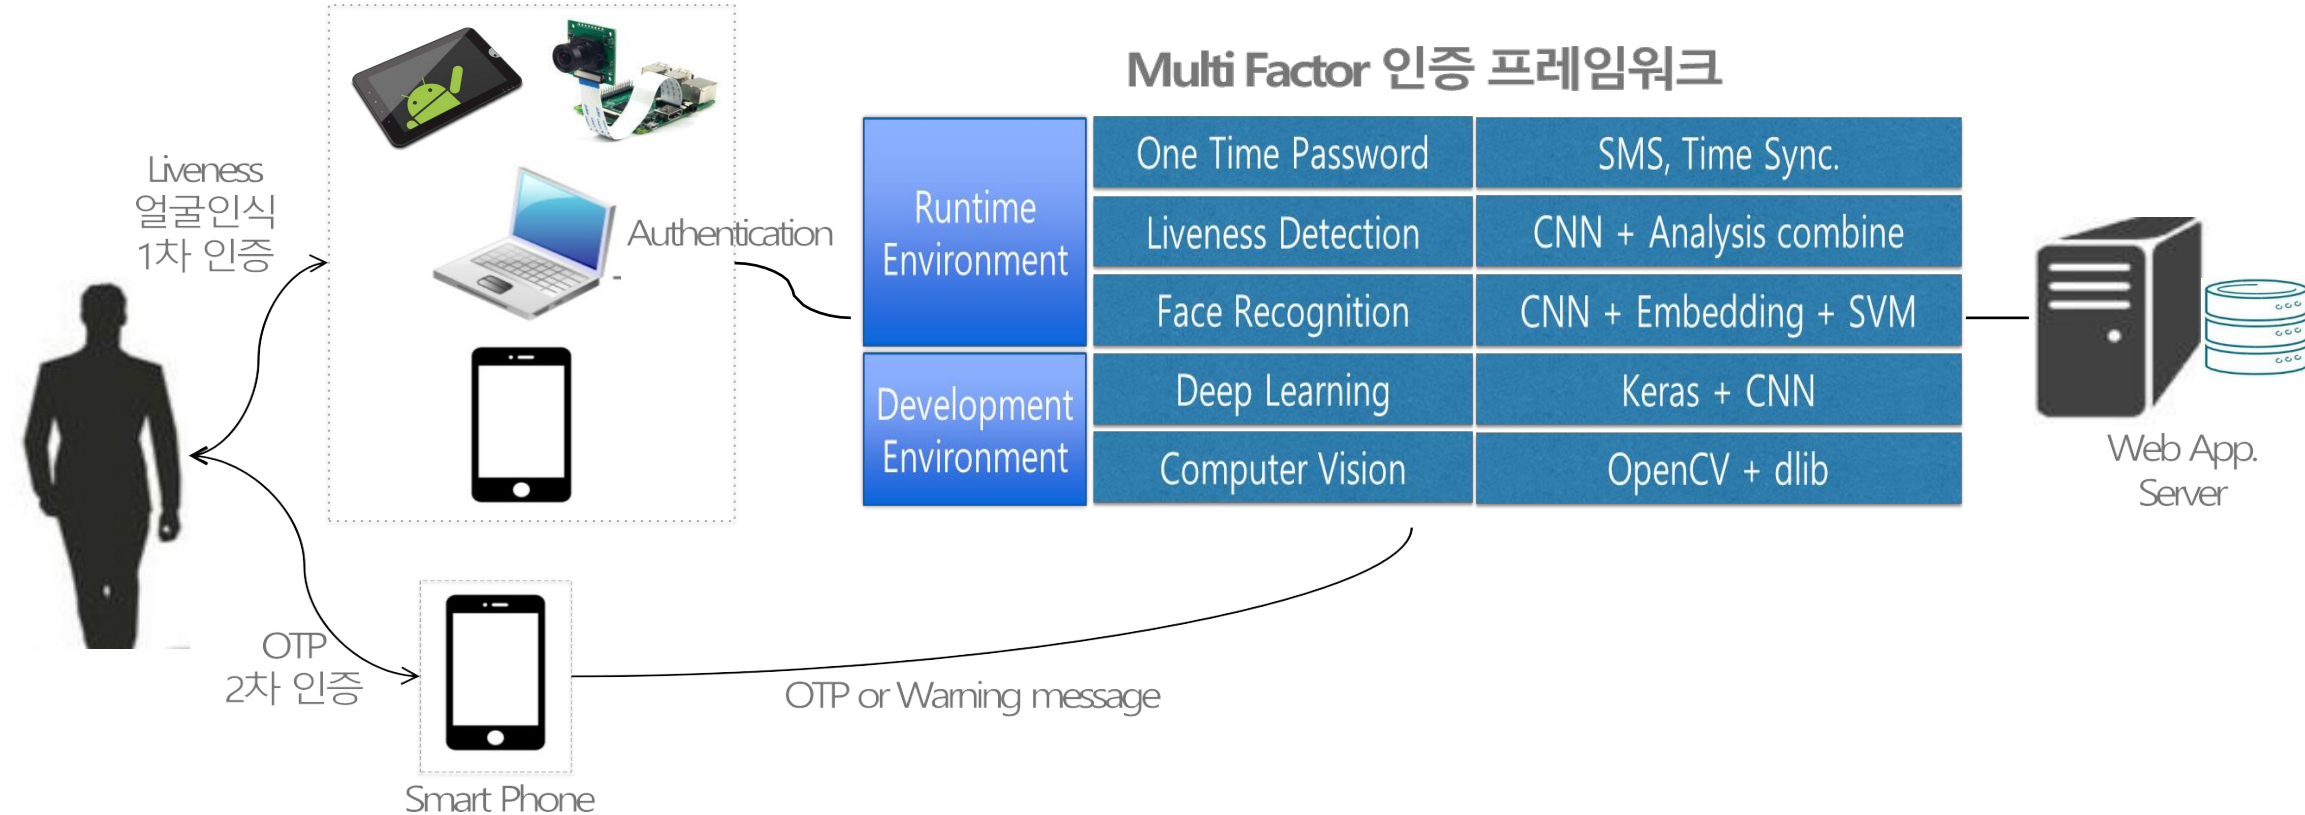 Multi Factor 인증 프레임워크
Liveness
얼굴인식
1차 인증
Authentication
Runtime
Environment
One Time Password
SMS, Time Sync.
Liveness Detection
CNN + Analysis combine
Face Recognition
CNN + Embedding + SVM
Development
Environment
Deep Learning
Keras + CNN
Computer Vision
OpenCV + dlib
Web App.
Server
OTP
2차 인증
OTP or Warning message
Smart Phone